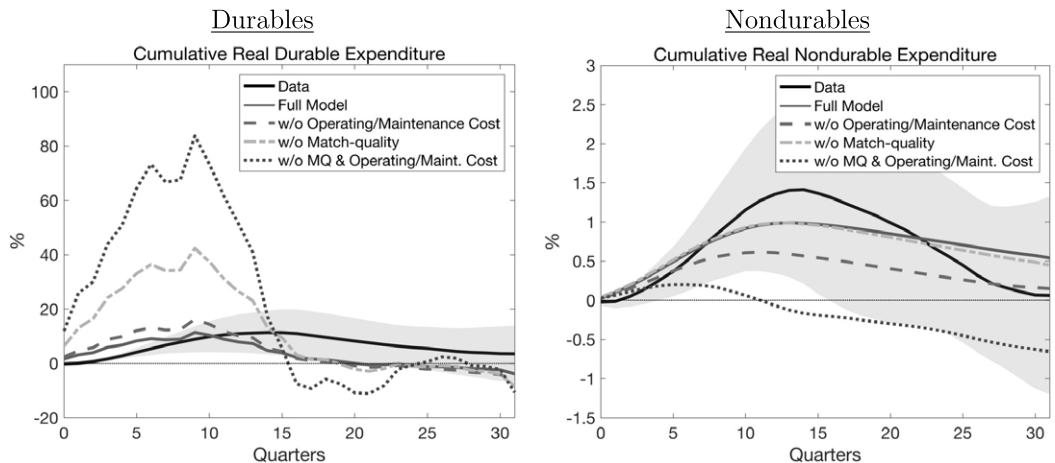 Durables
Cumulative Real Durable Expenditure
100
80
60
40
20
0
-20
%
Data
Full Model
w/o Operating/Maintenance Cost
w/o Match-quality
w/o MQ & Operating/Maint. Cost
0 5 10 15 20 25 30
Quarters
Nondurables
Cumulative Real Nondurable Expenditure
3
2.5
2
1.5
1
0.5
0
-0.5
-1
-1.5
%
Data
Full Model
w/o Operating/Maintenance Cost
w/o Match-quality
w/o MQ & Operating/Maint. Cost
0 5 10 15 20 25 30
Quarters